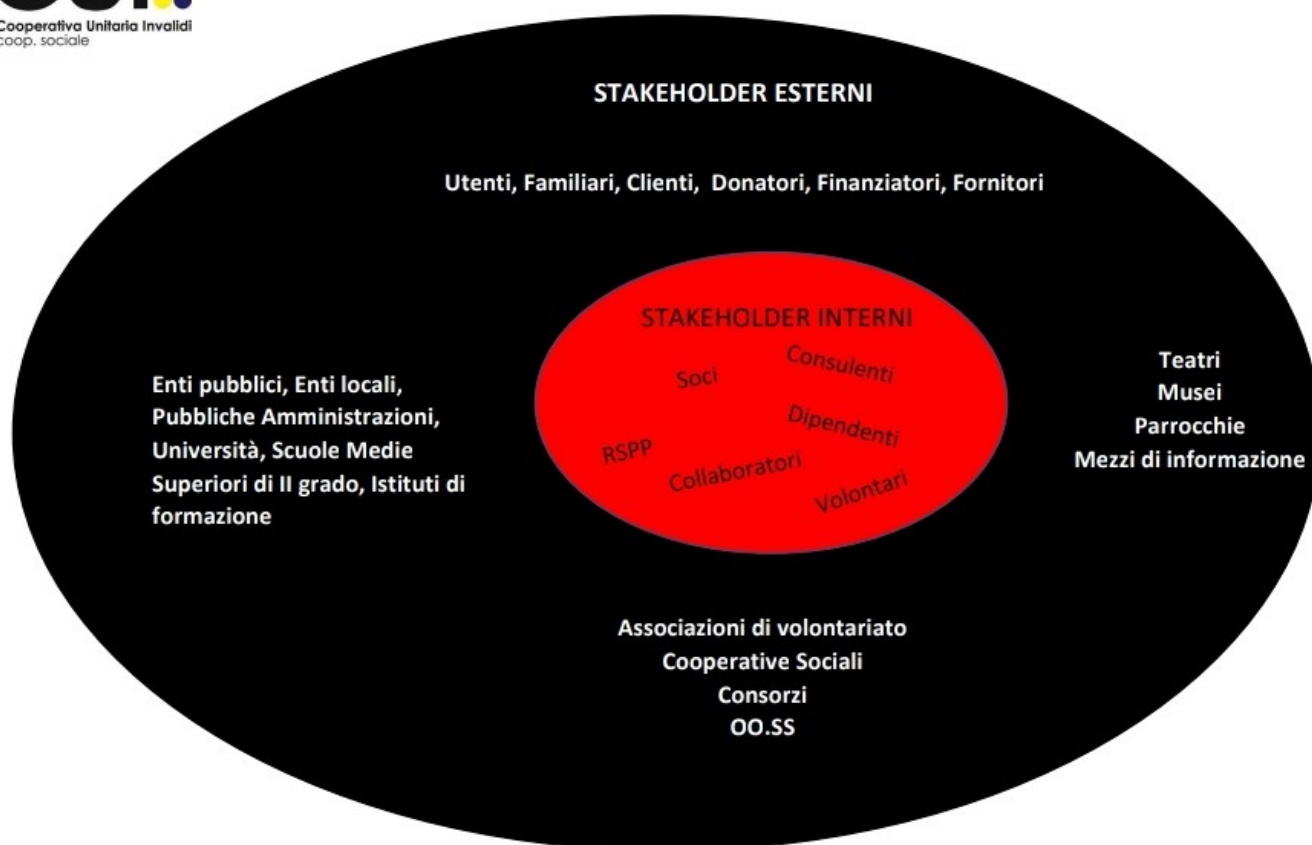 Cooperativa Unitaria Invalidi
coop. sociale
STAKEHOLDER ESTERNI
Utenti, Familiari, Clienti, Donatori, Finanziatori, Fornitori
STAKEHOLDER INTERNI
Soci
Consulenti
Dipendenti
RSPP
Collaboratori
Volontari
Enti pubblici, Enti locali,
Pubbliche Amministrazioni,
Università, Scuole Medie
Superiori di II grado, Istituti di
formazione
Teatri
Musei
Parrocchie
Mezzi di informazione
Associazioni di volontariato
Cooperative Sociali
Consorzi
OO.SS